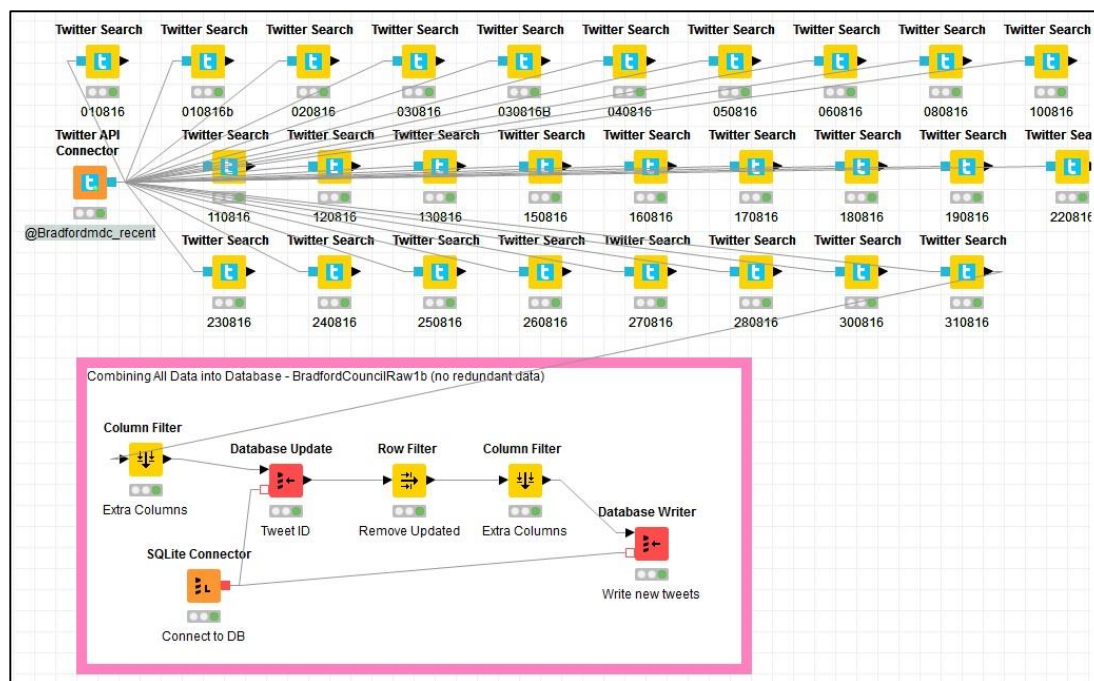 Twitter Search Twitter Search Twitter Search Twitter Search Twitter Search Twitter Search Twitter Search Twitter Search Twitter Search Twitter Search
010816 010816b 020816 030816 030816B 040816 050816 060816 080816 100816
Twitter API
Connector
Twitter Search Twitter Search Twitter Search Twitter Search Twitter Search Twitter Search Twitter Search Twitter Search Twitter Sea
110816 120816 130816 150816 160816 170816 180816 190816 220816
@Bradfordmdc_recent
Twitter Search Twitter Search Twitter Search Twitter Search Twitter Search Twitter Search Twitter Search Twitter Search
230816 240816 250816 260816 270816 280816 300816 310816
Combining All Data into Database - BradfordCouncilRaw1b (no redundant data)
Column Filter
Extra Columns
Database Update
Tweet ID
Row Filter
Remove Updated
Column Filter
Extra Columns
Database Writer
Write new tweets
SQLite Connector
Connect to DB